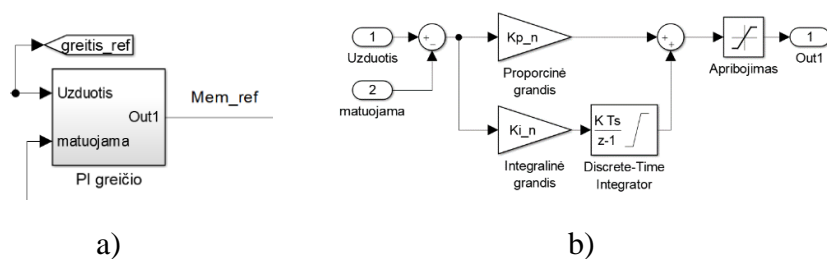 greitis_ref
Uzduotis
Out1
matuojama
Mem_ref
PI greičio
a)
1
Uzduotis
2
matuojama
+
−
Kp_n
Proporcinė
grandis
Ki_n
Integralinė
grandis
K Ts
z-1
Discrete-Time
Integrator
+
+
Apribojimas
1
Out1
b)